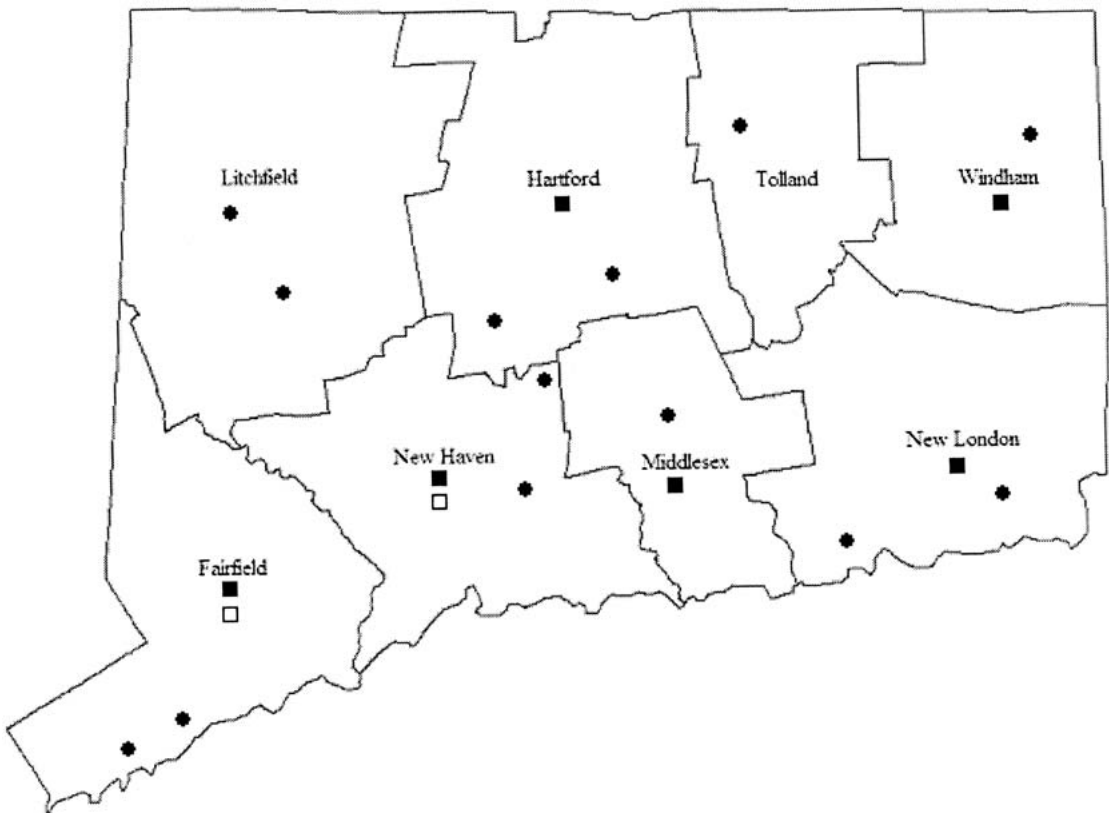 Litchfield
Hartford
Tolland
Windham
New Haven
Middlesex
New London
Fairfield